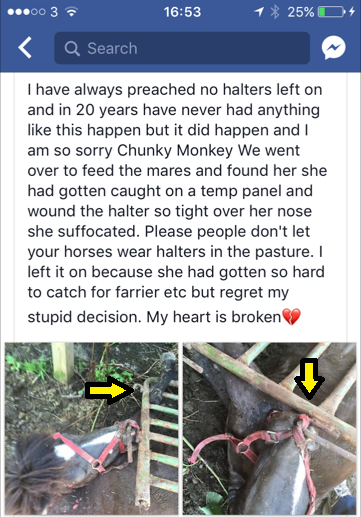 3 16:53 25%
Search
I have always preached no halters left on
and in 20 years have never had anything
like this happen but it did happen and I
am so sorry Chunky Monkey We went
over to feed the mares and found her she
had gotten caught on a temp panel and
wound the halter so tight over her nose
she suffocated. Please people don't let
your horses wear halters in the pasture. I
left it on because she had gotten so hard
to catch for farrier etc but regret my
stupid decision. My heart is broken💔